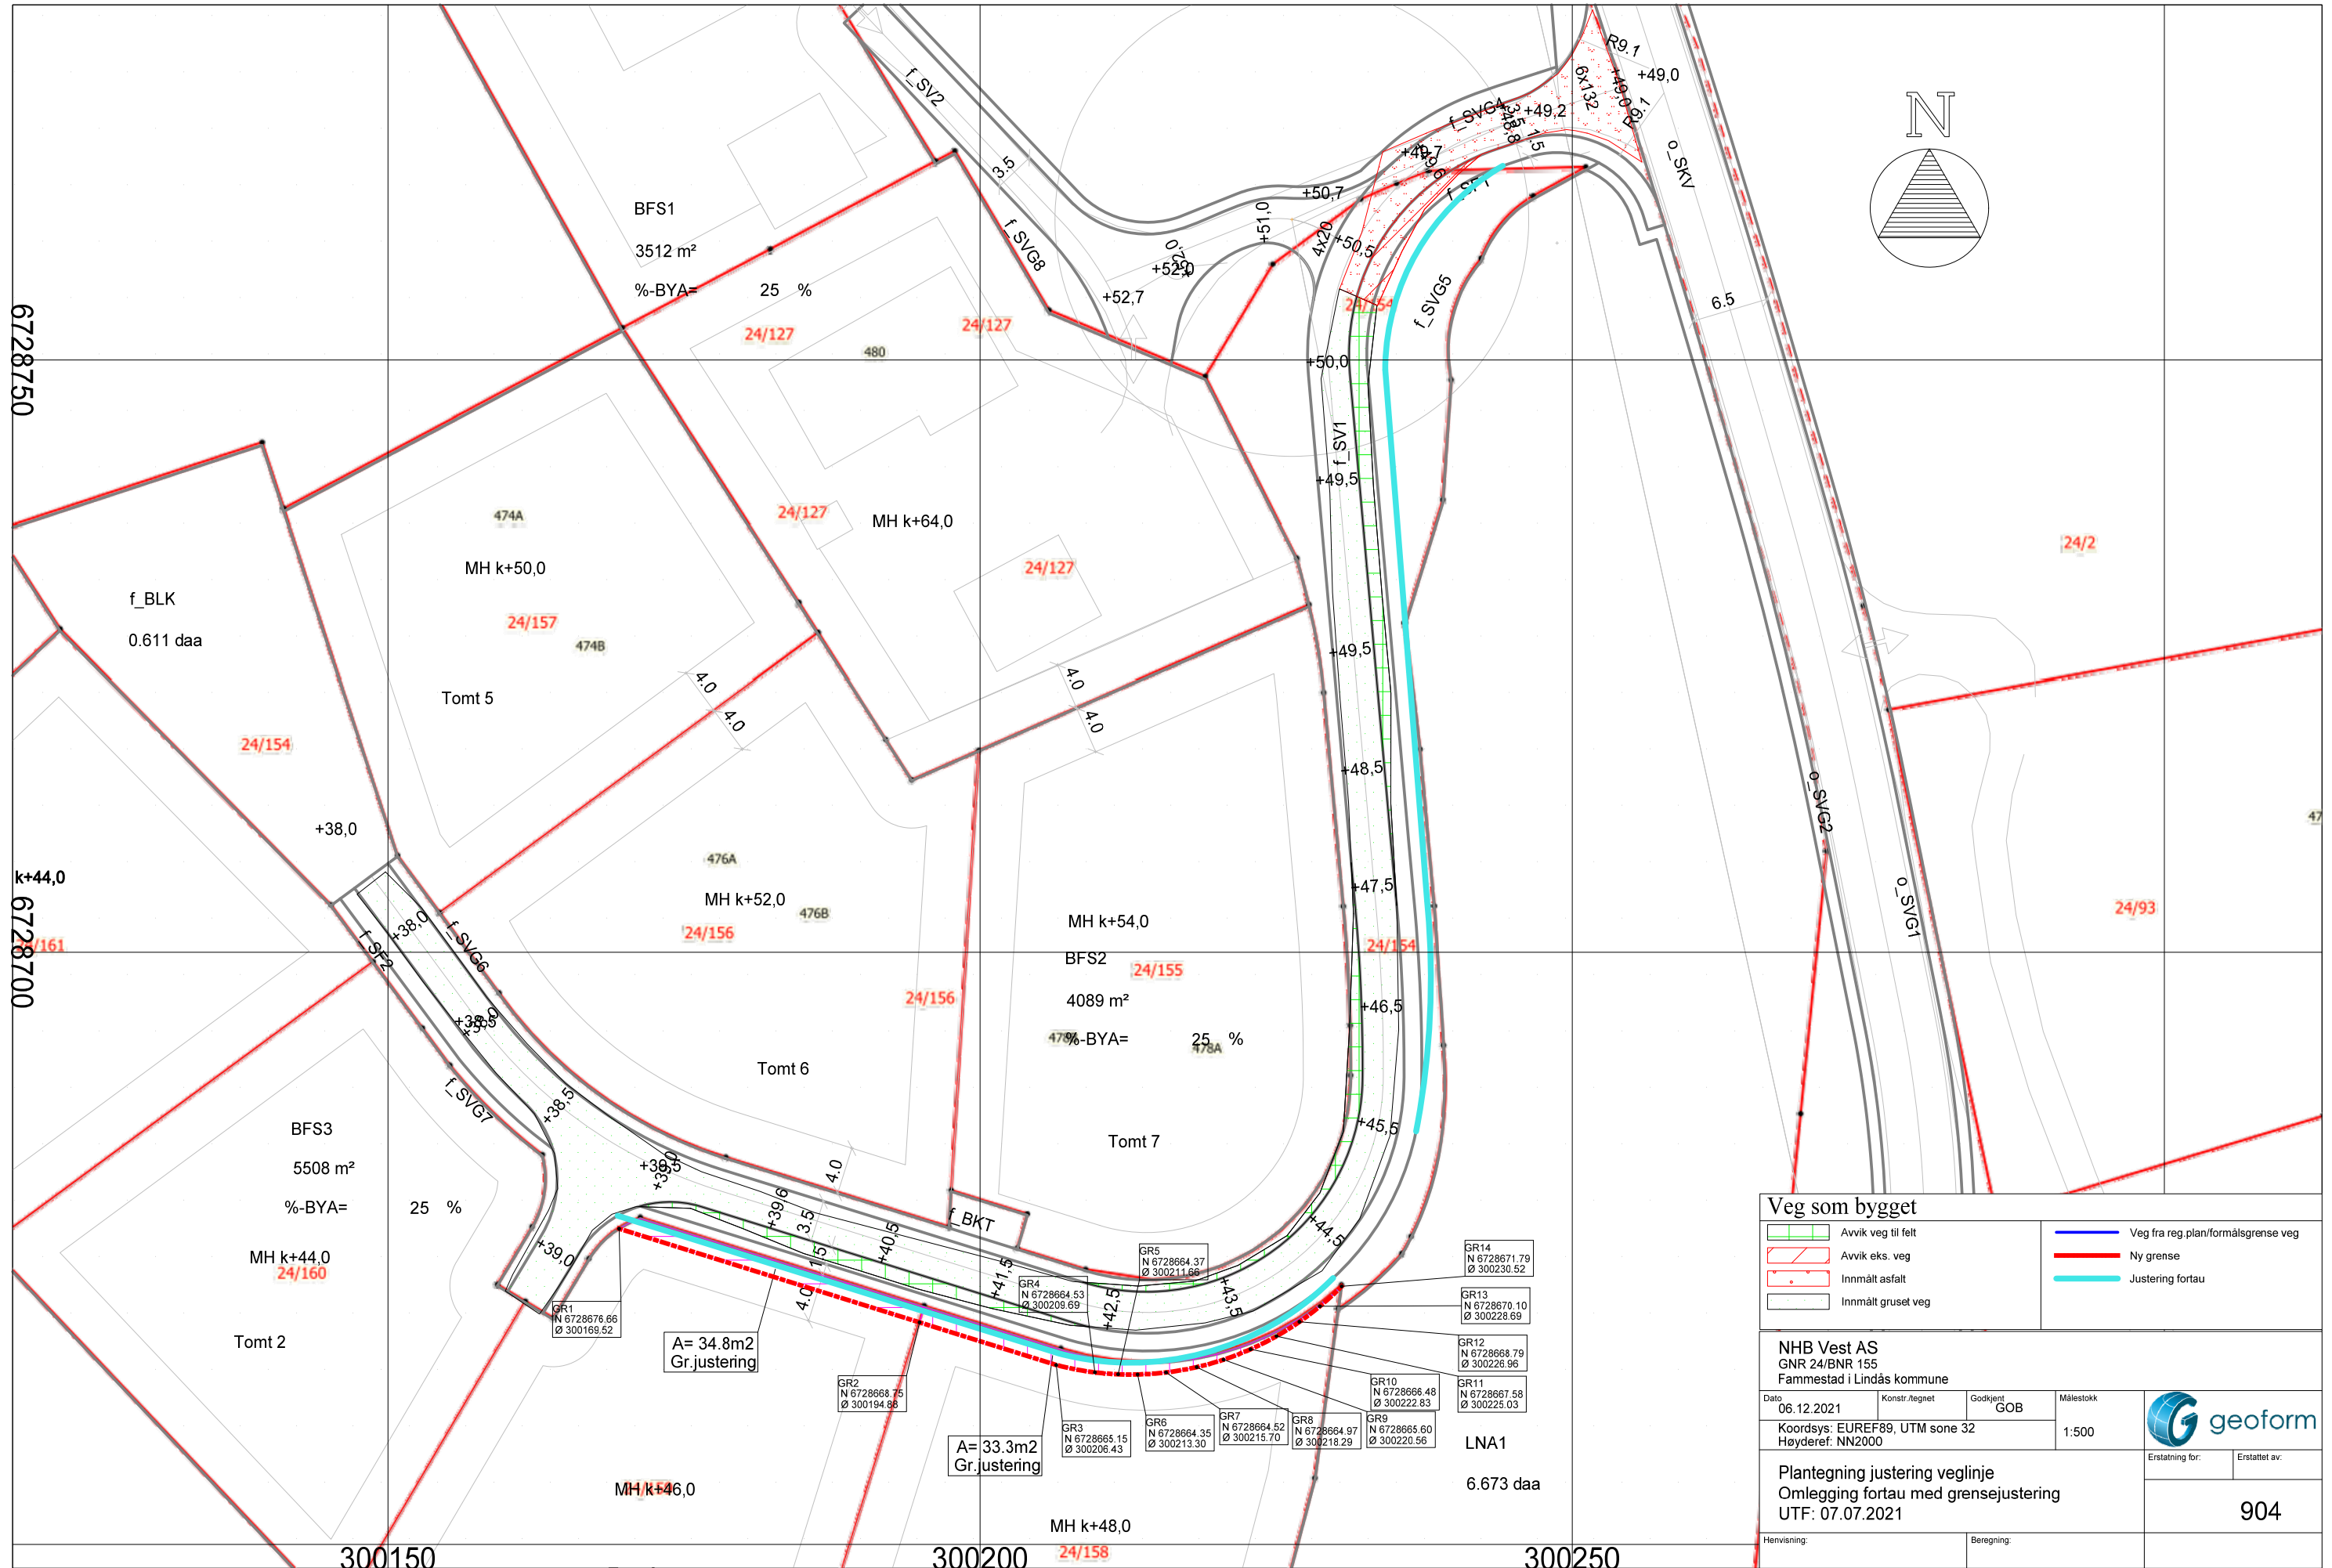 R9.1
+49,0
6x132
+49,0
R9.1
f_SV2
+49,2
+48,8
1.5
o_SKV
N
3.5
BFS1
3512 m²
%-BYA= 25 %
f_SVG8
+50,7
+51,0
4x20
+50,5
+52,0
+52,7
f_SVG5
6.5
24/154
24/127
24/127
480
+50,0
6728750
f_SV1
+49,5
474A
24/127
MH k+64,0
24/2
MH k+50,0
24/127
f_BLK
0.611 daa
24/157
474B
+49,5
4.0
4.0
4.0
4.0
Tomt 5
24/154
+48,5
o_SVG2
+38,0
476A
k+44,0
MH k+52,0
476B
+47,5
24/93
o_SVG1
6728700
+38,0
f_SF2
f_SVG6
24/156
MH k+54,0
24/154
BFS2
24/155
24/156
4089 m²
+46,5
%-BYA= 25 %
478A
Tomt 6
f_SVG7
+38,5
BFS3
5508 m²
%-BYA= 25 %
Tomt 7
+45,5
+39,5
4.0
+39,6
3.5
+40,5
f_BKT
+44,5
+39,0
MH k+44,0
24/160
4.0
+41,5
+42,5
+43,5
Tomt 2
GR1
N 6728676.66
Ø 300169.52
GR2
N 6728668.75
Ø 300194.88
GR3
N 6728665.15
Ø 300206.43
GR4
N 6728664.53
Ø 300209.69
GR5
N 6728664.37
Ø 300211.66
GR6
N 6728664.35
Ø 300213.30
GR7
N 6728664.52
Ø 300215.70
GR8
N 6728664.97
Ø 300218.29
GR9
N 6728665.60
Ø 300220.56
GR10
N 6728666.48
Ø 300222.83
GR11
N 6728667.58
Ø 300225.03
GR12
N 6728668.79
Ø 300226.96
GR13
N 6728670.10
Ø 300228.69
GR14
N 6728671.79
Ø 300230.52
A= 34.8m2
Gr.justering
A= 33.3m2
Gr.justering
LNA1
6.673 daa
MH k+46,0
MH k+48,0
24/158
300150
300200
300250
Veg som bygget
Avvik veg til felt
Avvik eks. veg
Innmålt asfalt
Innmålt gruset veg
Veg fra reg.plan/formålsgrense veg
Ny grense
Justering fortau
NHB Vest AS
GNR 24/BNR 155
Fammestad i Lindås kommune
Dato
06.12.2021
Konstr./tegnet
Godkjent
GOB
Målestokk
1:500
Koordsys: EUREF89, UTM sone 32
Høyderef: NN2000
geoform
Erstatning for:
Erstattet av:
Plantegning justering veglinje
Omlegging fortau med grensejustering
UTF: 07.07.2021
904
Henvisning:
Beregning: